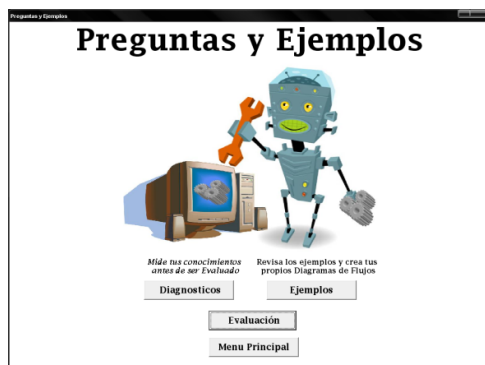 Preguntas y Ejemplos
Preguntas y Ejemplos
Mide tus conocimientos
antes de ser Evaluado
Revisa los ejemplos y crea tus
propios Diagramas de Flujos
Diagnosticos
Ejemplos
Evaluación
Menu Principal